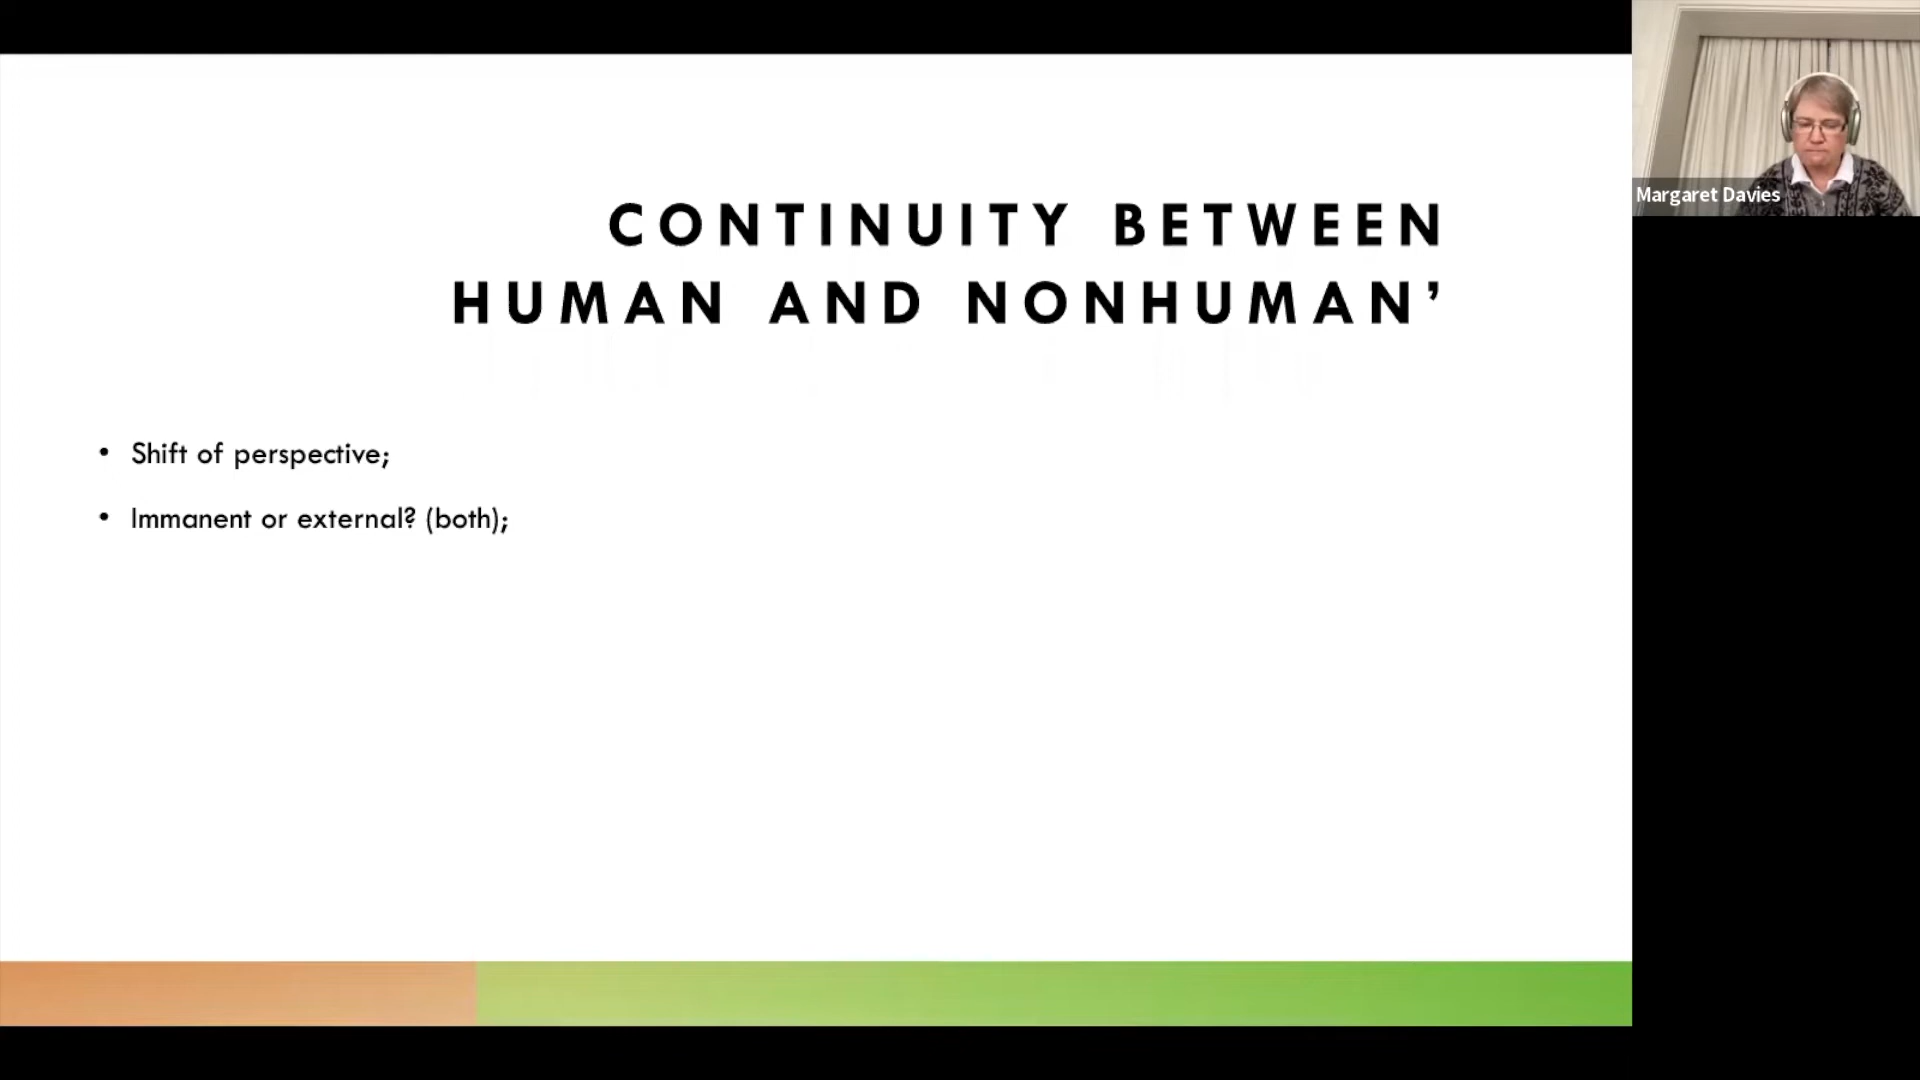 CONTINUITY BETWEEN
HUMAN AND NONHUMAN’
• Shift of perspective;
• Immanent or external? (both);
Margaret Davies